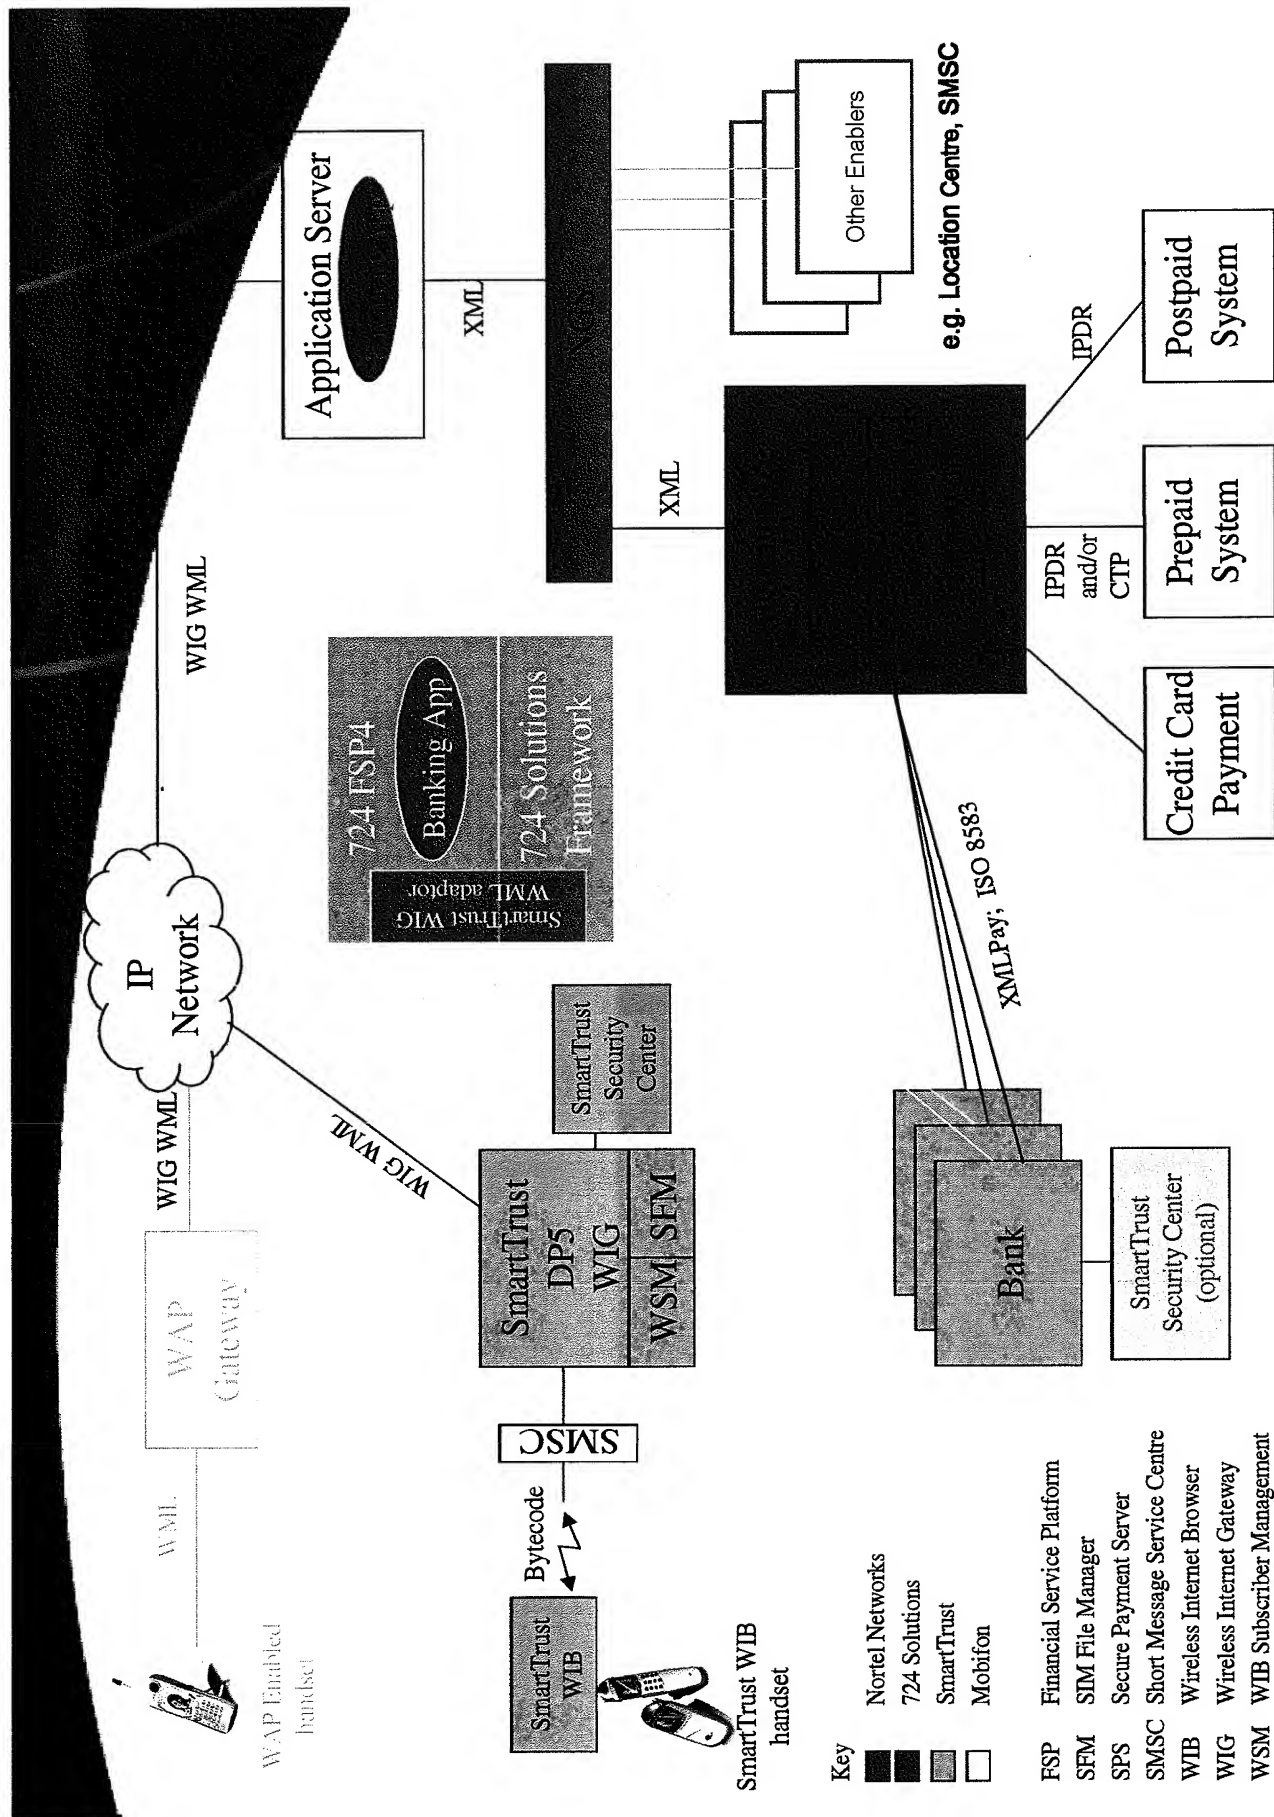 WAP Enabled
handset
WML
WAP
Gateway
WIG WML
IP
Network
WIG WML
Application Server
XML
WIG WML
724 FSP4
Banking App
SmartTrust WIG
WML adaptor
724 Solutions
Framework
NGS
Other Enablers
e.g. Location Centre, SMSC
XML
SmartTrust
WIB
SmartTrust WIB
handset
Bytecode
SMSC
SmartTrust
DP5
WIG
WSM
SFM
SmartTrust
Security
Center
XMLPay; ISO 8583
Bank
SmartTrust
Security Center
(optional)
Credit Card
Payment
IPDR
and/or
CTP
Prepaid
System
IPDR
Postpaid
System
Key
Nortel Networks
724 Solutions
SmartTrust
Mobifon
FSP Financial Service Platform
SFM SIM File Manager
SPS Secure Payment Server
SMSC Short Message Service Centre
WIB Wireless Internet Browser
WIG Wireless Internet Gateway
WSM WIB Subscriber Management